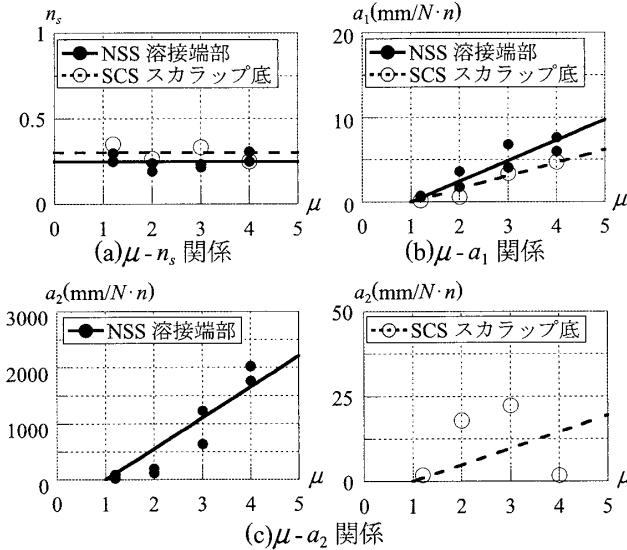 n_s
1
NSS 溶接端部
SCS スカラップ底
0.5
0
0 1 2 3 4 5 μ
(a)μ - n_s 関係
a_1(mm/N·n)
20
NSS 溶接端部
SCS スカラップ底
10
0
0 1 2 3 4 5 μ
(b)μ - a_1 関係
a_2(mm/N·n)
3000
NSS 溶接端部
2000
1000
0
0 1 2 3 4 5 μ
a_2(mm/N·n)
50
SCS スカラップ底
25
0
0 1 2 3 4 5 μ
(c)μ - a_2 関係